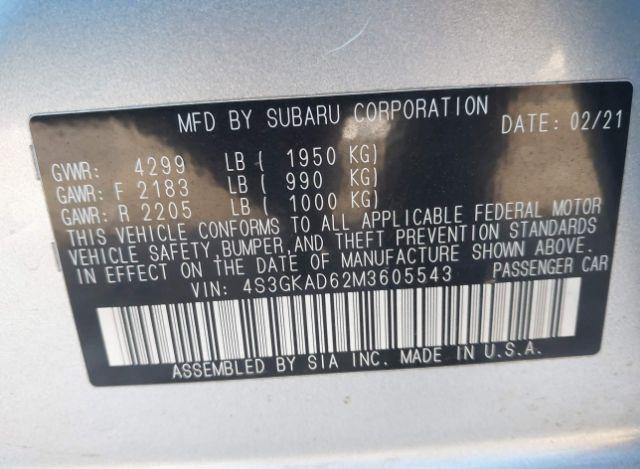 MFD BY SUBARU CORPORATION DATE: 02/21
GVWR: 4299 LB ( 1950 KG)
GAWR: F 2183 LB ( 990 KG)
GAWR: R 2205 LB 1000 KG)
THIS VEHICLE CONFORMS TO ALL APPLICABLE FEDERAL MOTOR
VEHICLE SAFETY, BUMPER, AND THEFT PREVENTION STANDARDS
IN EFFECT ON THE DATE OF MANUFACTURE SHOWN ABOVE.
VIN: 4S3GKAD62M3605543 PASSENGER CAR
ASSEMBLED BY SIA INC. MADE IN U.S.A.